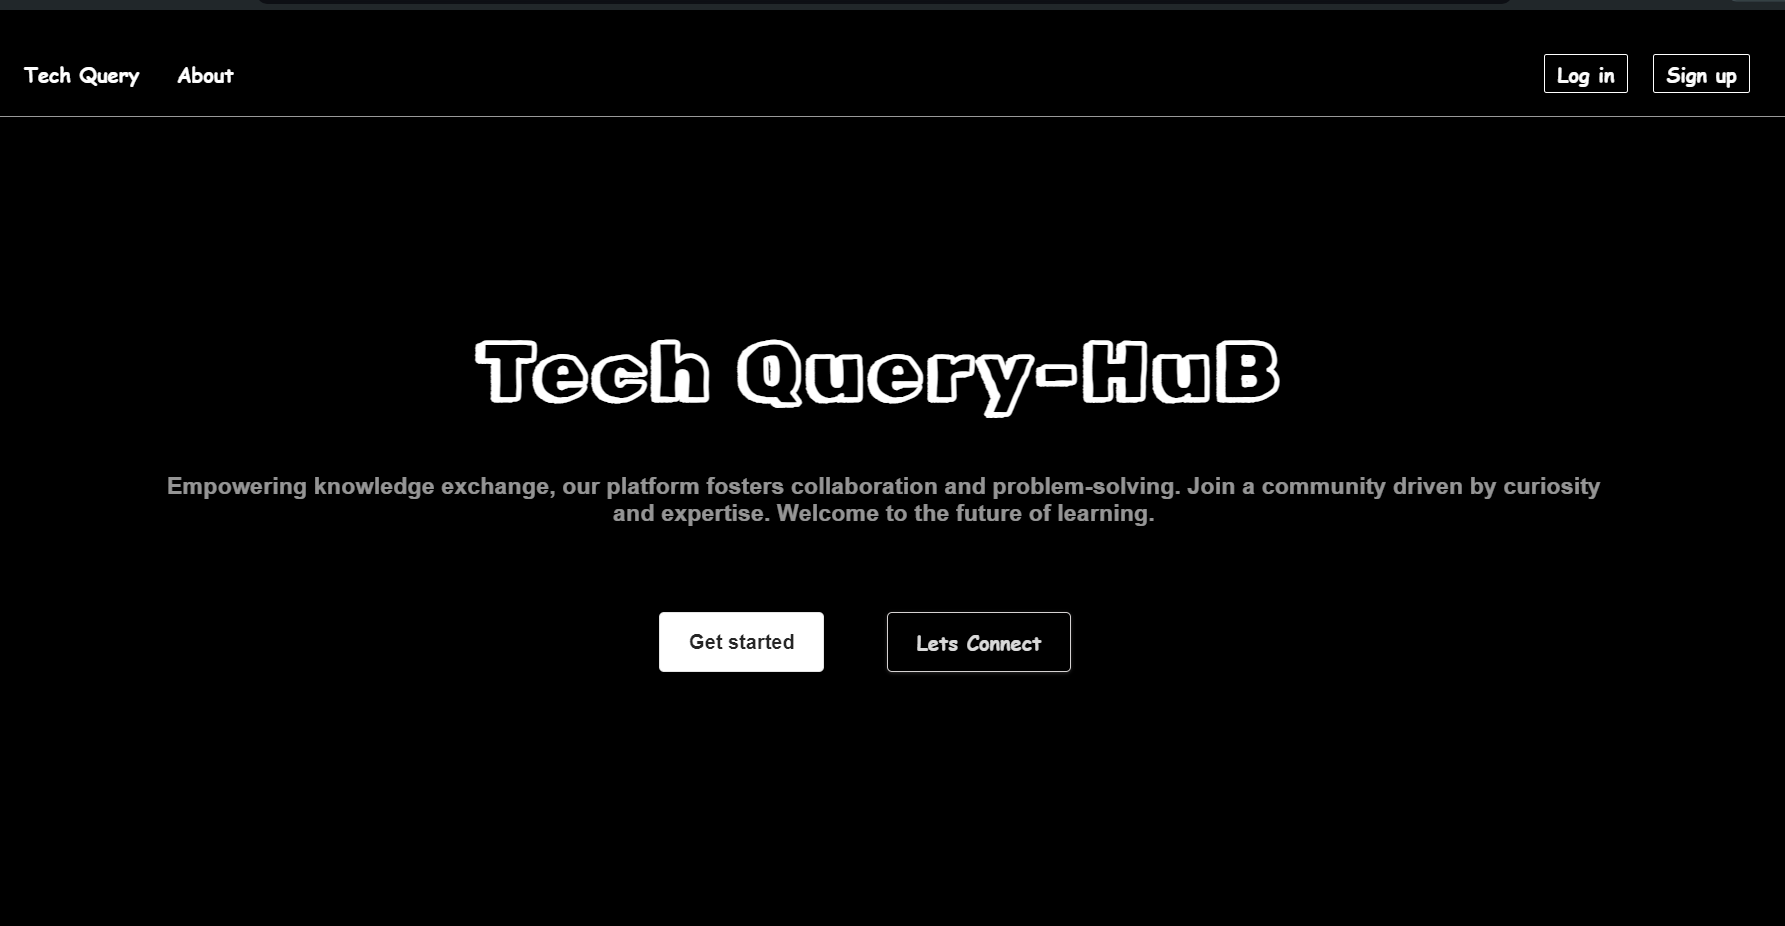 Tech Query About Log in Sign up
Tech Query-HuB
Empowering knowledge exchange, our platform fosters collaboration and problem-solving. Join a community driven by curiosity
and expertise. Welcome to the future of learning.
Get started Lets Connect